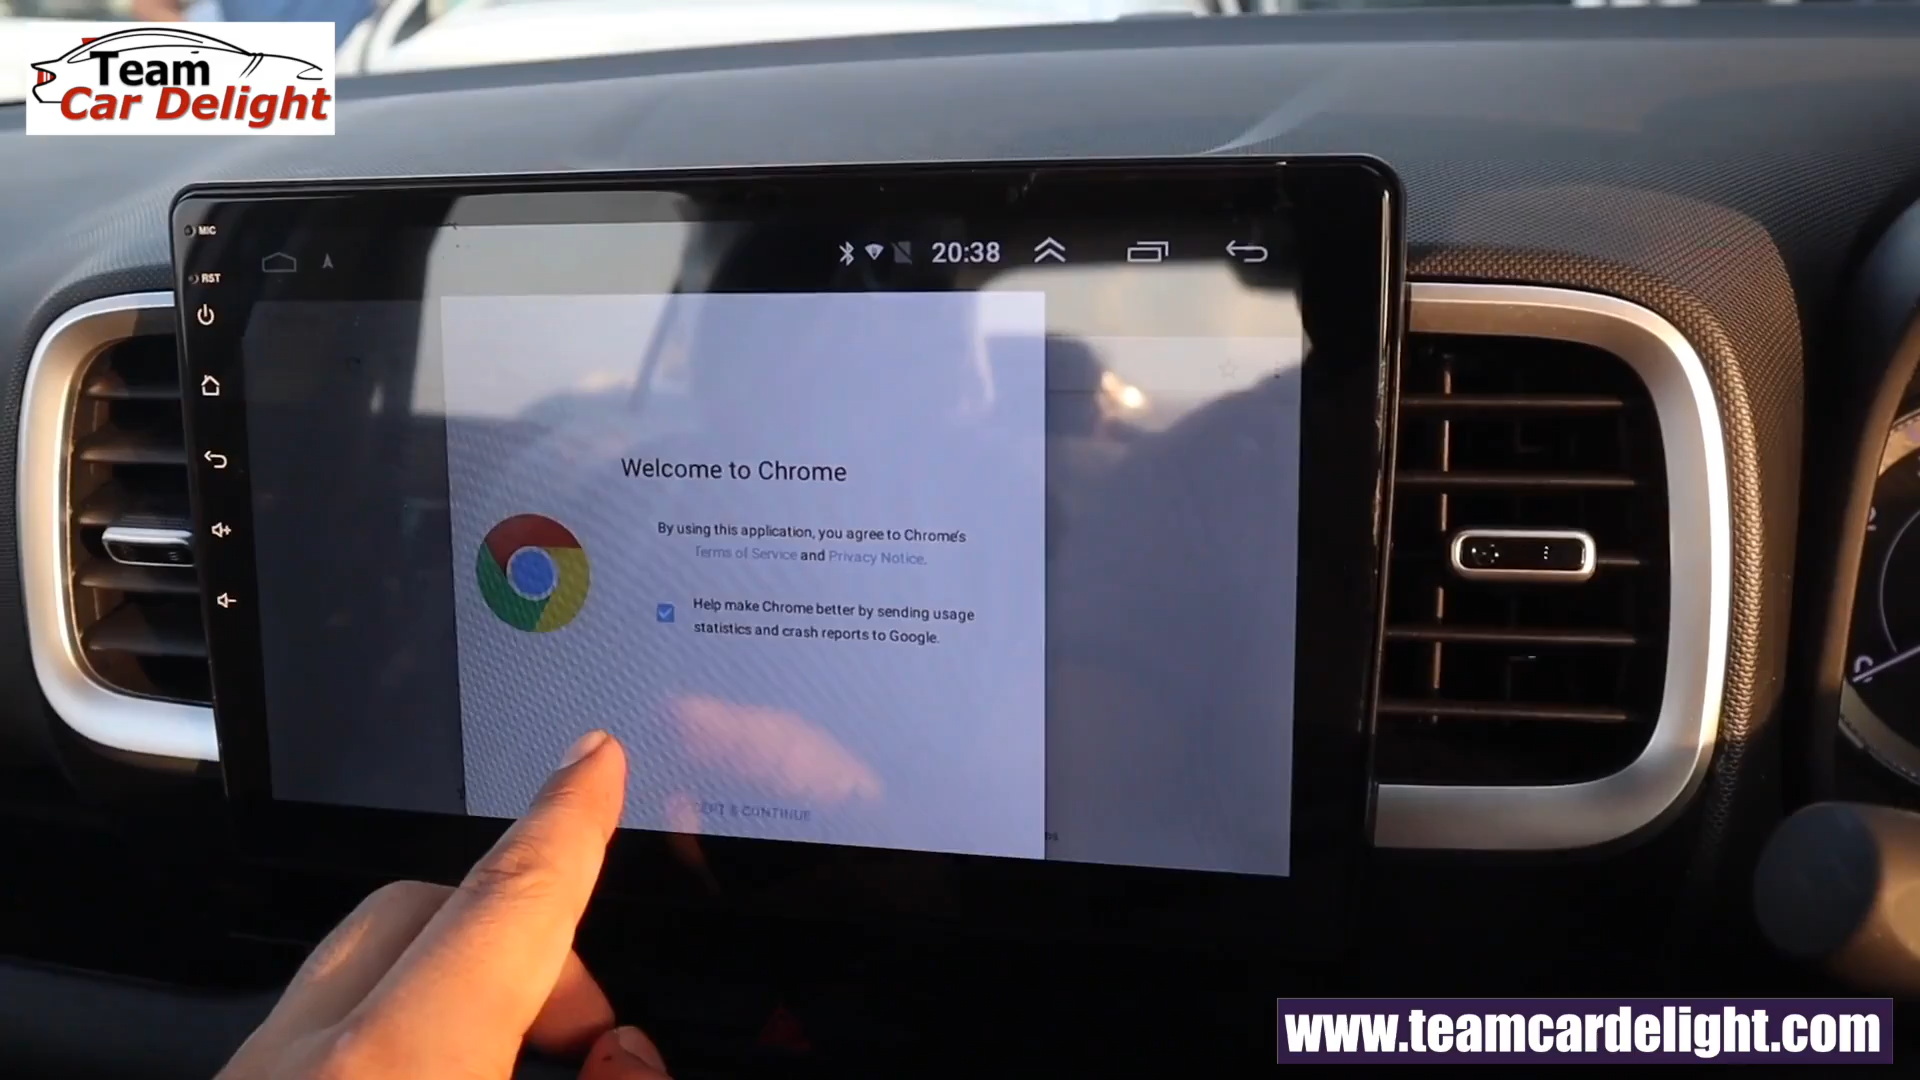 Team
Car Delight
MIC
RST
20:38
Welcome to Chrome
By using this application, you agree to Chrome's
Terms of Service and Privacy Notice.
Help make Chrome better by sending usage
statistics and crash reports to Google.
& CONTINUE
www.teamcardelight.com